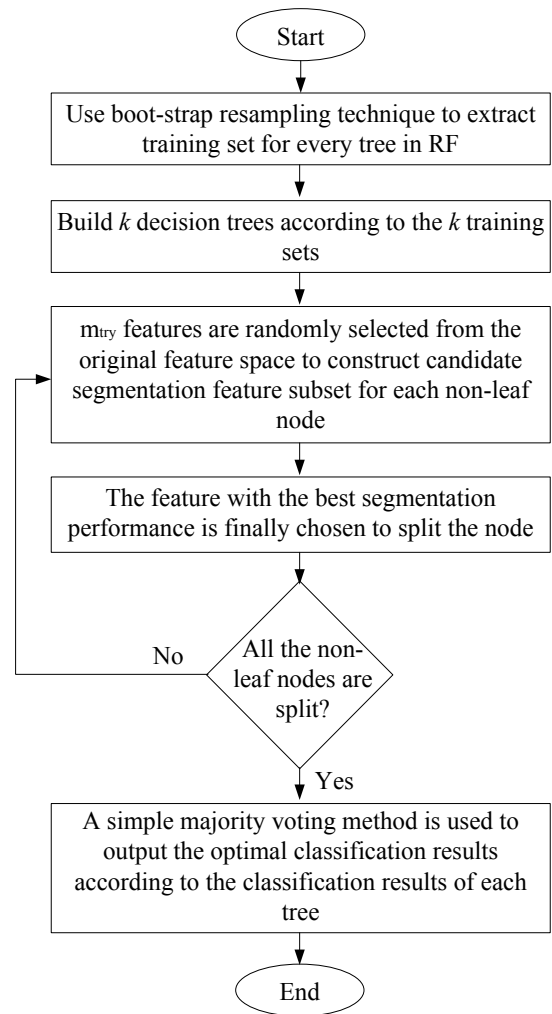 Start
Use boot-strap resampling technique to extract
training set for every tree in RF
Build k decision trees according to the k training
sets
mtry features are randomly selected from the
original feature space to construct candidate
segmentation feature subset for each non-leaf
node
The feature with the best segmentation
performance is finally chosen to split the node
No
All the non-
leaf nodes are
split?
Yes
A simple majority voting method is used to
output the optimal classification results
according to the classification results of each
tree
End